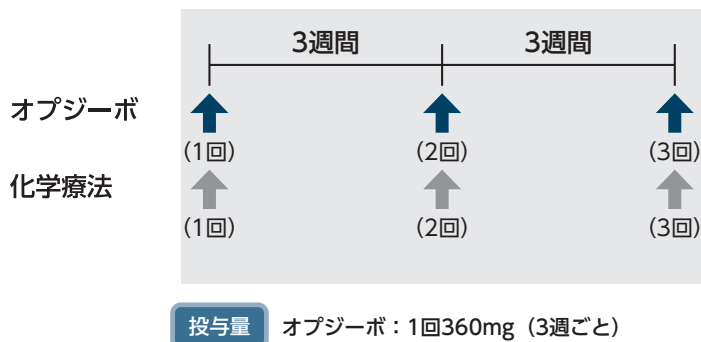 3週間 3週間
オプジーボ
(1回) (2回) (3回)
化学療法
(1回) (2回) (3回)
投与量 オプジーボ：1回360mg（3週ごと）